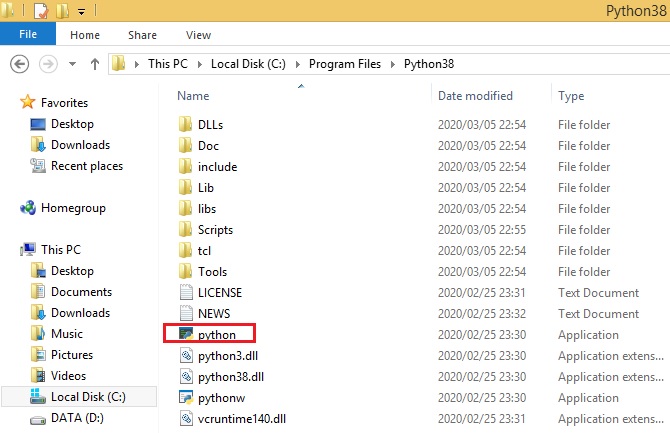 Python38
File Home Share View
This PC Local Disk (C:) Program Files Python38
Favorites
Desktop
Downloads
Recent places
Homegroup
This PC
Desktop
Documents
Downloads
Music
Pictures
Videos
Local Disk (C:)
DATA (D:)
Name Date modified Type
DLLs 2020/03/05 22:54 File folder
Doc 2020/03/05 22:54 File folder
include 2020/03/05 22:54 File folder
Lib 2020/03/05 22:54 File folder
libs 2020/03/05 22:54 File folder
Scripts 2020/03/05 22:55 File folder
tcl 2020/03/05 22:54 File folder
Tools 2020/03/05 22:54 File folder
LICENSE 2020/02/25 23:31 Text Document
NEWS 2020/02/25 23:32 Text Document
python 2020/02/25 23:30 Application
python3.dll 2020/02/25 23:30 Application extens...
python38.dll 2020/02/25 23:30 Application extens...
pythonw 2020/02/25 23:30 Application
vcruntime140.dll 2020/02/25 23:31 Application extens...